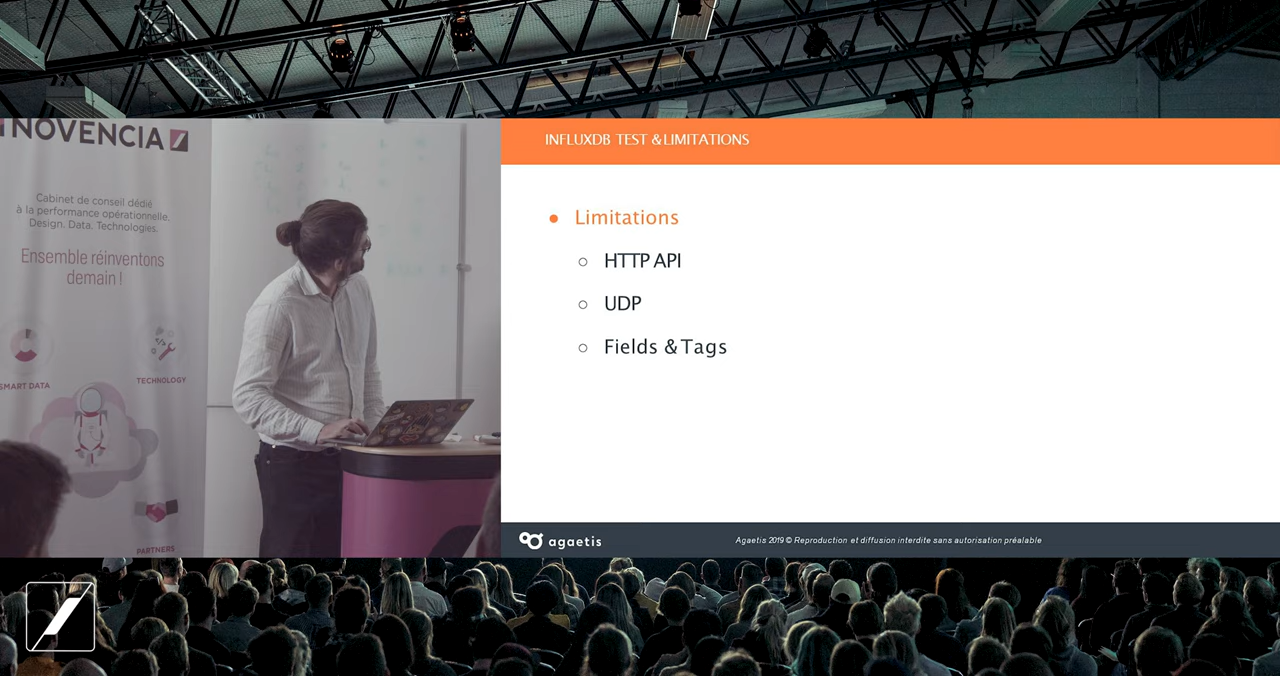 NOVENCIA
Cabinet de conseil dédié
à la performance opérationnelle.
Design. Data. Technologies.
Ensemble réinventons
demain !
SMART DATA
TECHNOLOGY
PARTNERS
INFLUXDB TEST & LIMITATIONS
Limitations
HTTP API
UDP
Fields & Tags
agaetis
Agaetis 2019 © Reproduction et diffusion interdite sans autorisation préalable